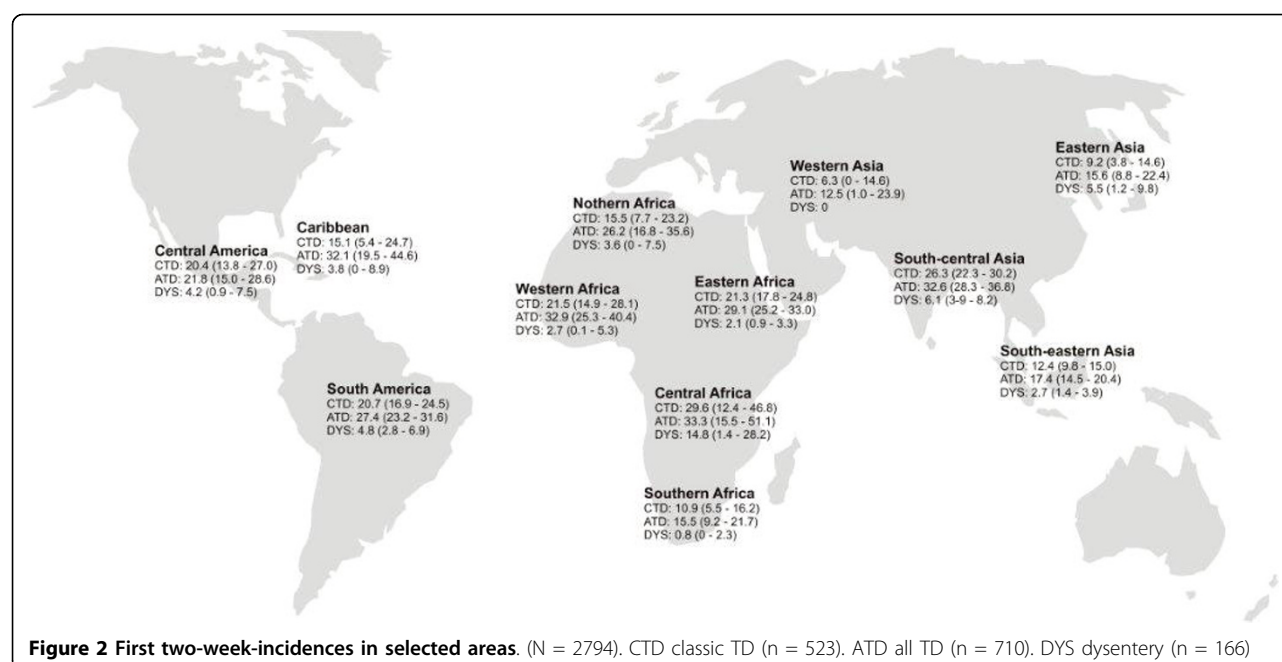 Eastern Asia
CTD: 9.2 (3.8 - 14.6)
ATD: 15.6 (8.8 - 22.4)
DYS: 5.5 (1.2 - 9.8)
Western Asia
CTD: 6.3 (0 - 14.6)
ATD: 12.5 (1.0 - 23.9)
DYS: 0
Nothern Africa
CTD: 15.5 (7.7 - 23.2)
ATD: 26.2 (16.8 - 35.6)
DYS: 3.6 (0 - 7.5)
Caribbean
CTD: 15.1 (5.4 - 24.7)
ATD: 32.1 (19.5 - 44.6)
DYS: 3.8 (0 - 8.9)
Central America
CTD: 20.4 (13.8 - 27.0)
ATD: 21.8 (15.0 - 28.6)
DYS: 4.2 (0.9 - 7.5)
South-central Asia
CTD: 26.3 (22.3 - 30.2)
ATD: 32.6 (28.3 - 36.8)
DYS: 6.1 (3-9 - 8.2)
Western Africa
CTD: 21.5 (14.9 - 28.1)
ATD: 32.9 (25.3 - 40.4)
DYS: 2.7 (0.1 - 5.3)
Eastern Africa
CTD: 21.3 (17.8 - 24.8)
ATD: 29.1 (25.2 - 33.0)
DYS: 2.1 (0.9 - 3.3)
South-eastern Asia
CTD: 12.4 (9.8 - 15.0)
ATD: 17.4 (14.5 - 20.4)
DYS: 2.7 (1.4 - 3.9)
South America
CTD: 20.7 (16.9 - 24.5)
ATD: 27.4 (23.2 - 31.6)
DYS: 4.8 (2.8 - 6.9)
Central Africa
CTD: 29.6 (12.4 - 46.8)
ATD: 33.3 (15.5 - 51.1)
DYS: 14.8 (1.4 - 28.2)
Southern Africa
CTD: 10.9 (5.5 - 16.2)
ATD: 15.5 (9.2 - 21.7)
DYS: 0.8 (0 - 2.3)
Figure 2 First two-week-incidences in selected areas. (N = 2794). CTD classic TD (n = 523). ATD all TD (n = 710). DYS dysentery (n = 166)